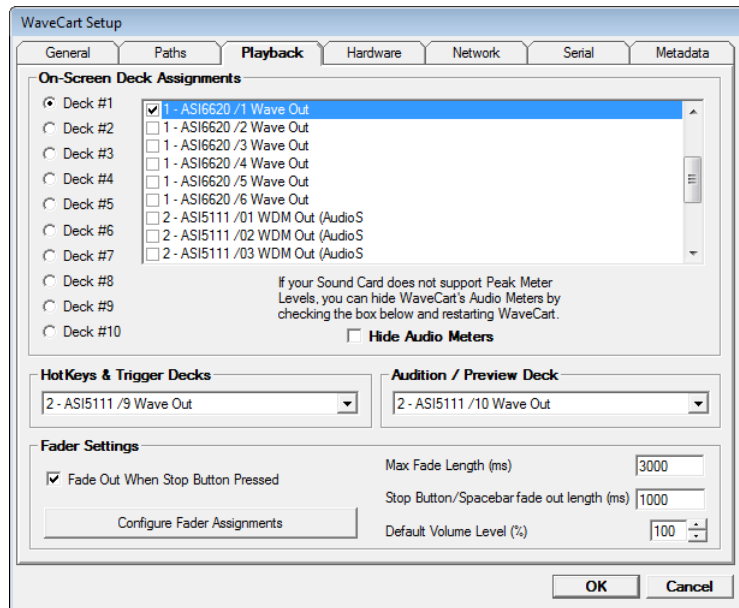 WaveCart Setup
General Paths Playback Hardware Network Serial Metadata
On-Screen Deck Assignments
Deck #1
Deck #2
Deck #3
Deck #4
Deck #5
Deck #6
Deck #7
Deck #8
Deck #9
Deck #10
1 - ASI6620 /1 Wave Out
1 - ASI6620 /2 Wave Out
1 - ASI6620 /3 Wave Out
1 - ASI6620 /4 Wave Out
1 - ASI6620 /5 Wave Out
1 - ASI6620 /6 Wave Out
2 - ASI5111 /01 WDM Out (AudioS
2 - ASI5111 /02 WDM Out (AudioS
2 - ASI5111 /03 WDM Out (AudioS
If your Sound Card does not support Peak Meter
Levels, you can hide WaveCart's Audio Meters by
checking the box below and restarting WaveCart.
Hide Audio Meters
HotKeys & Trigger Decks
2 - ASI5111 /9 Wave Out
Audition / Preview Deck
2 - ASI5111 /10 Wave Out
Fader Settings
Fade Out When Stop Button Pressed
Configure Fader Assignments
Max Fade Length (ms) 3000
Stop Button/Spacebar fade out length (ms) 1000
Default Volume Level (%) 100
OK Cancel